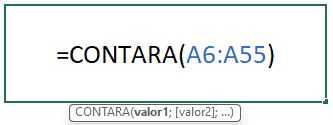 =CONTARA(A6:A55)
CONTARA(valor1; [valor2]; ...)